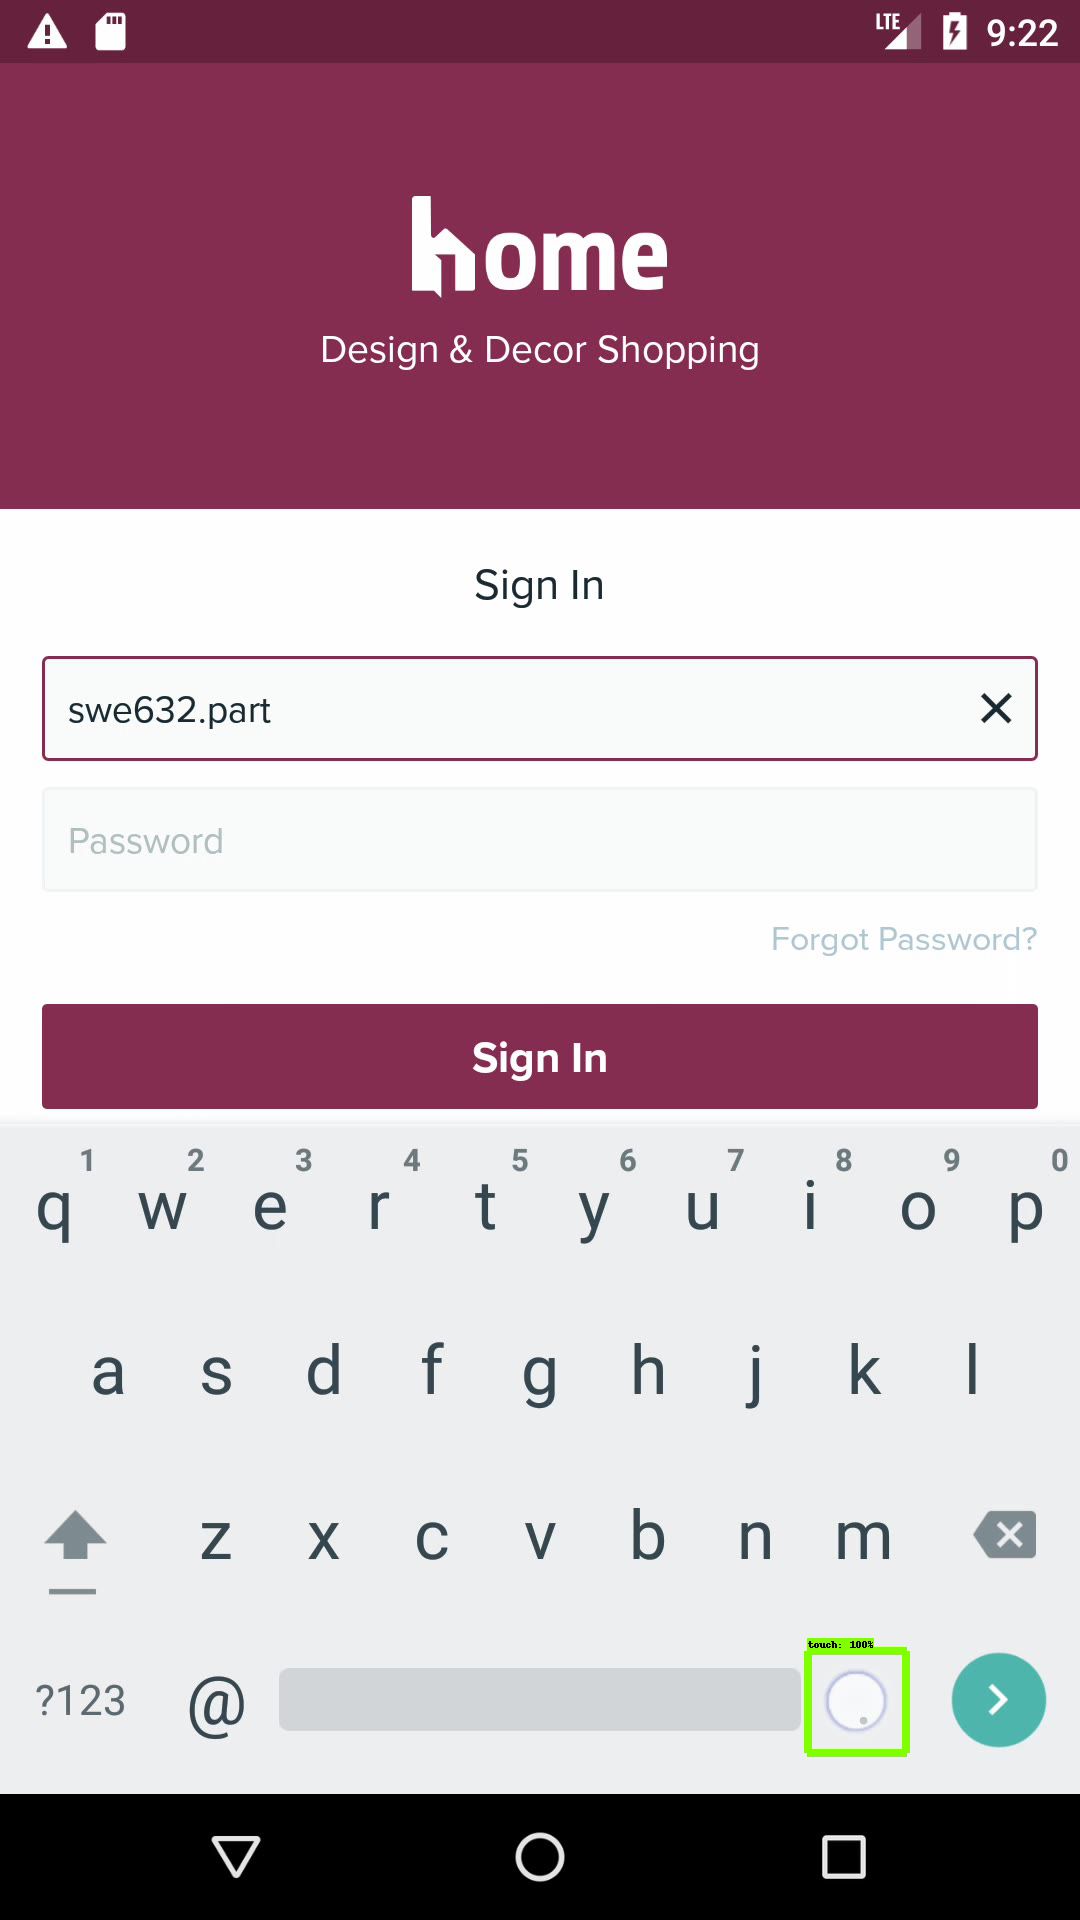 LTE 9:22
home
Design & Decor Shopping
Sign In
swe632.part
Password
Forgot Password?
Sign In
1 2 3 4 5 6 7 8 9 0
q w e r t y u i o p
a s d f g h j k l
z x c v b n m
touch: 100%
?123 @ .